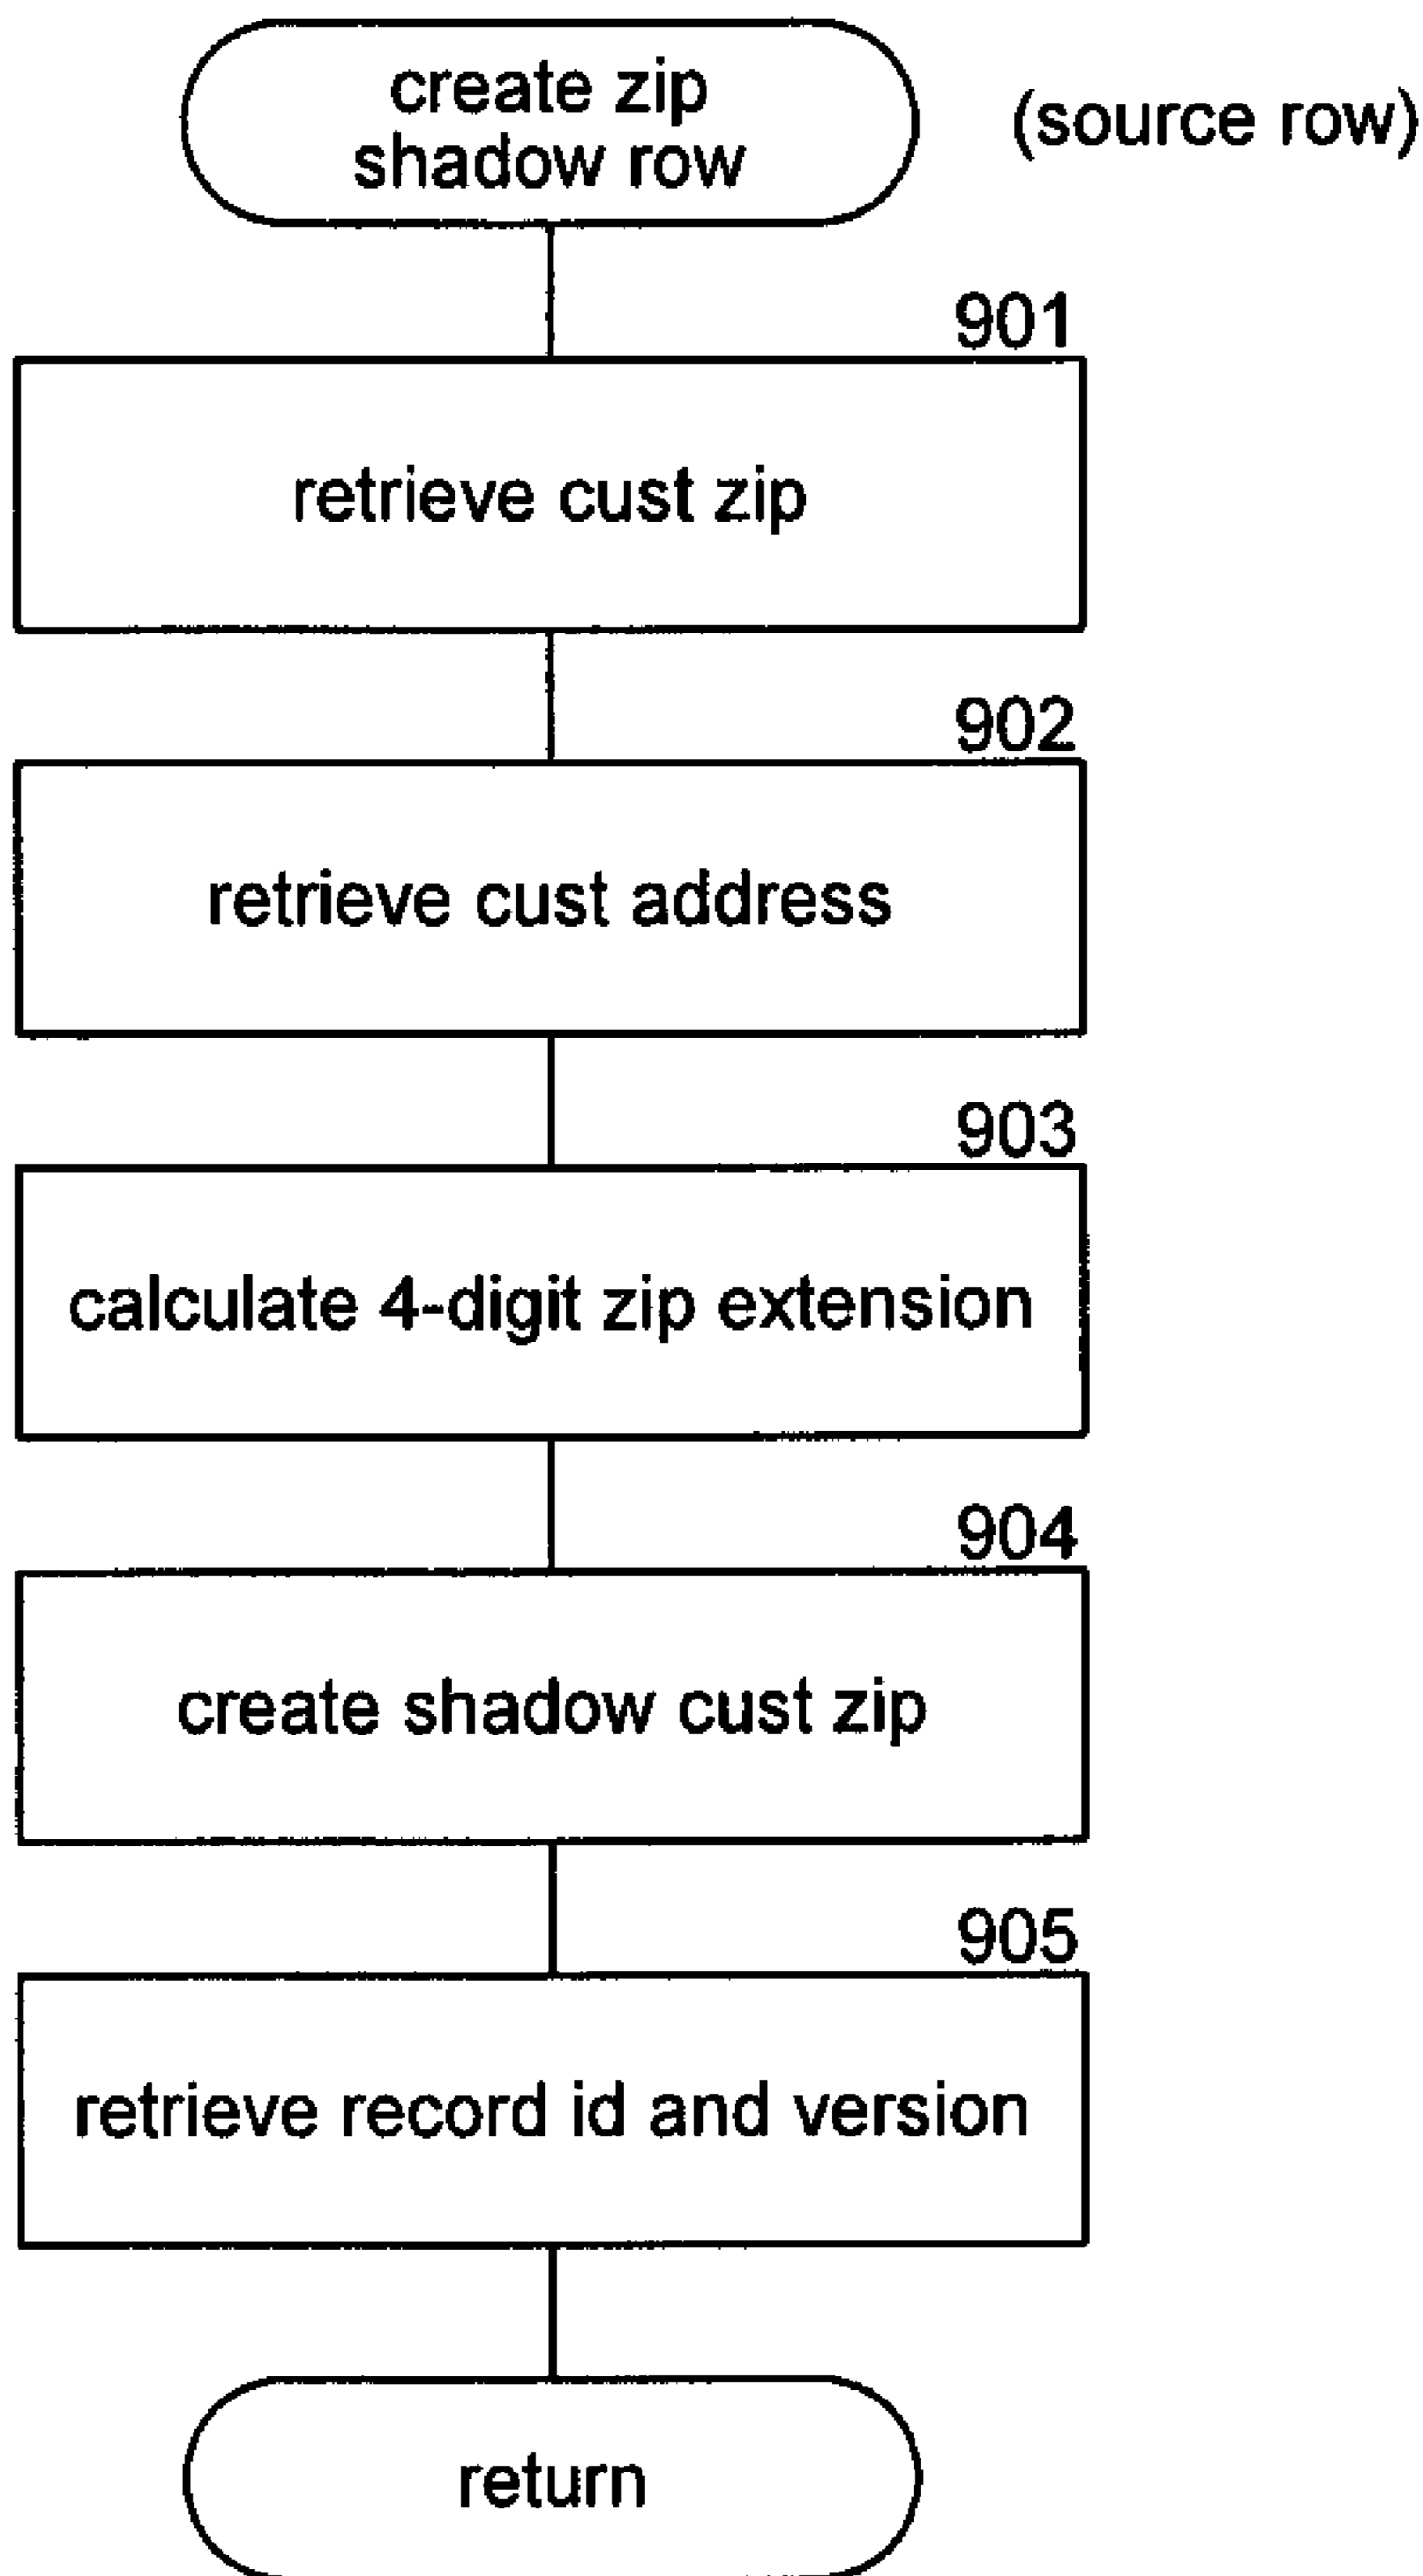 create zip
shadow row
(source row)
901
retrieve cust zip
902
retrieve cust address
903
calculate 4-digit zip extension
904
create shadow cust zip
905
retrieve record id and version
return